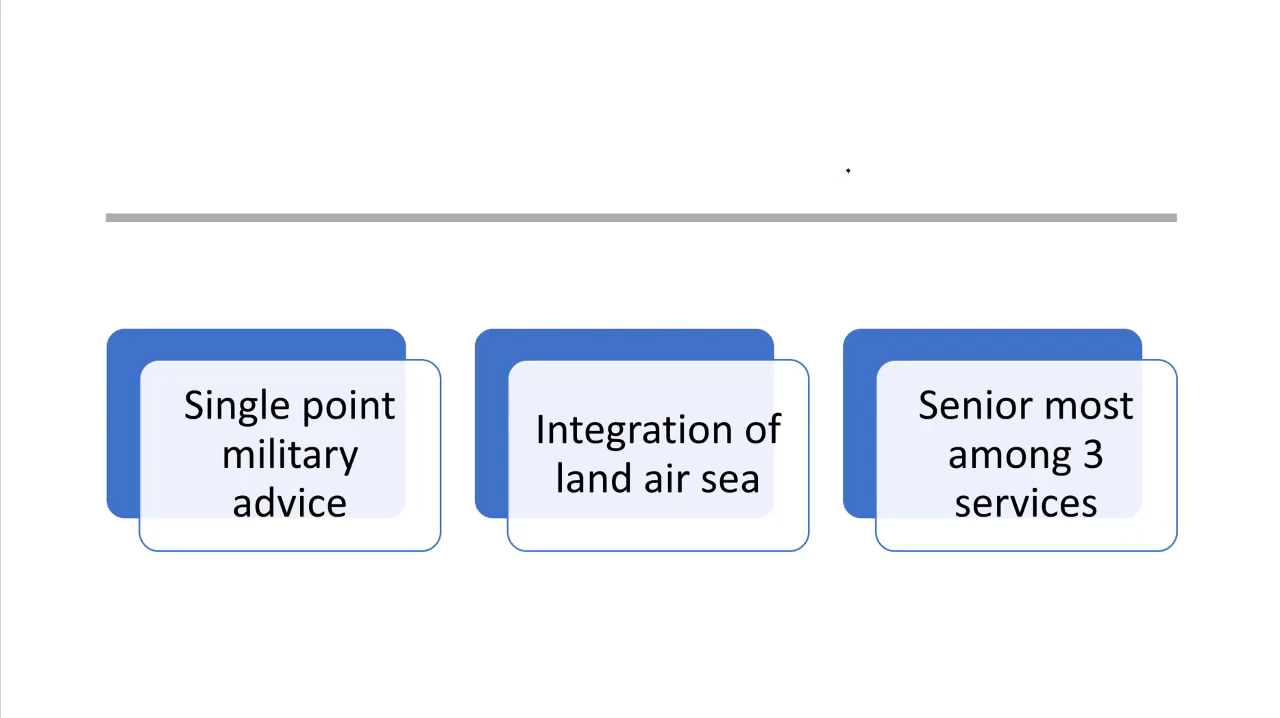 Single point
military
advice
Integration of
land air sea
Senior most
among 3
services